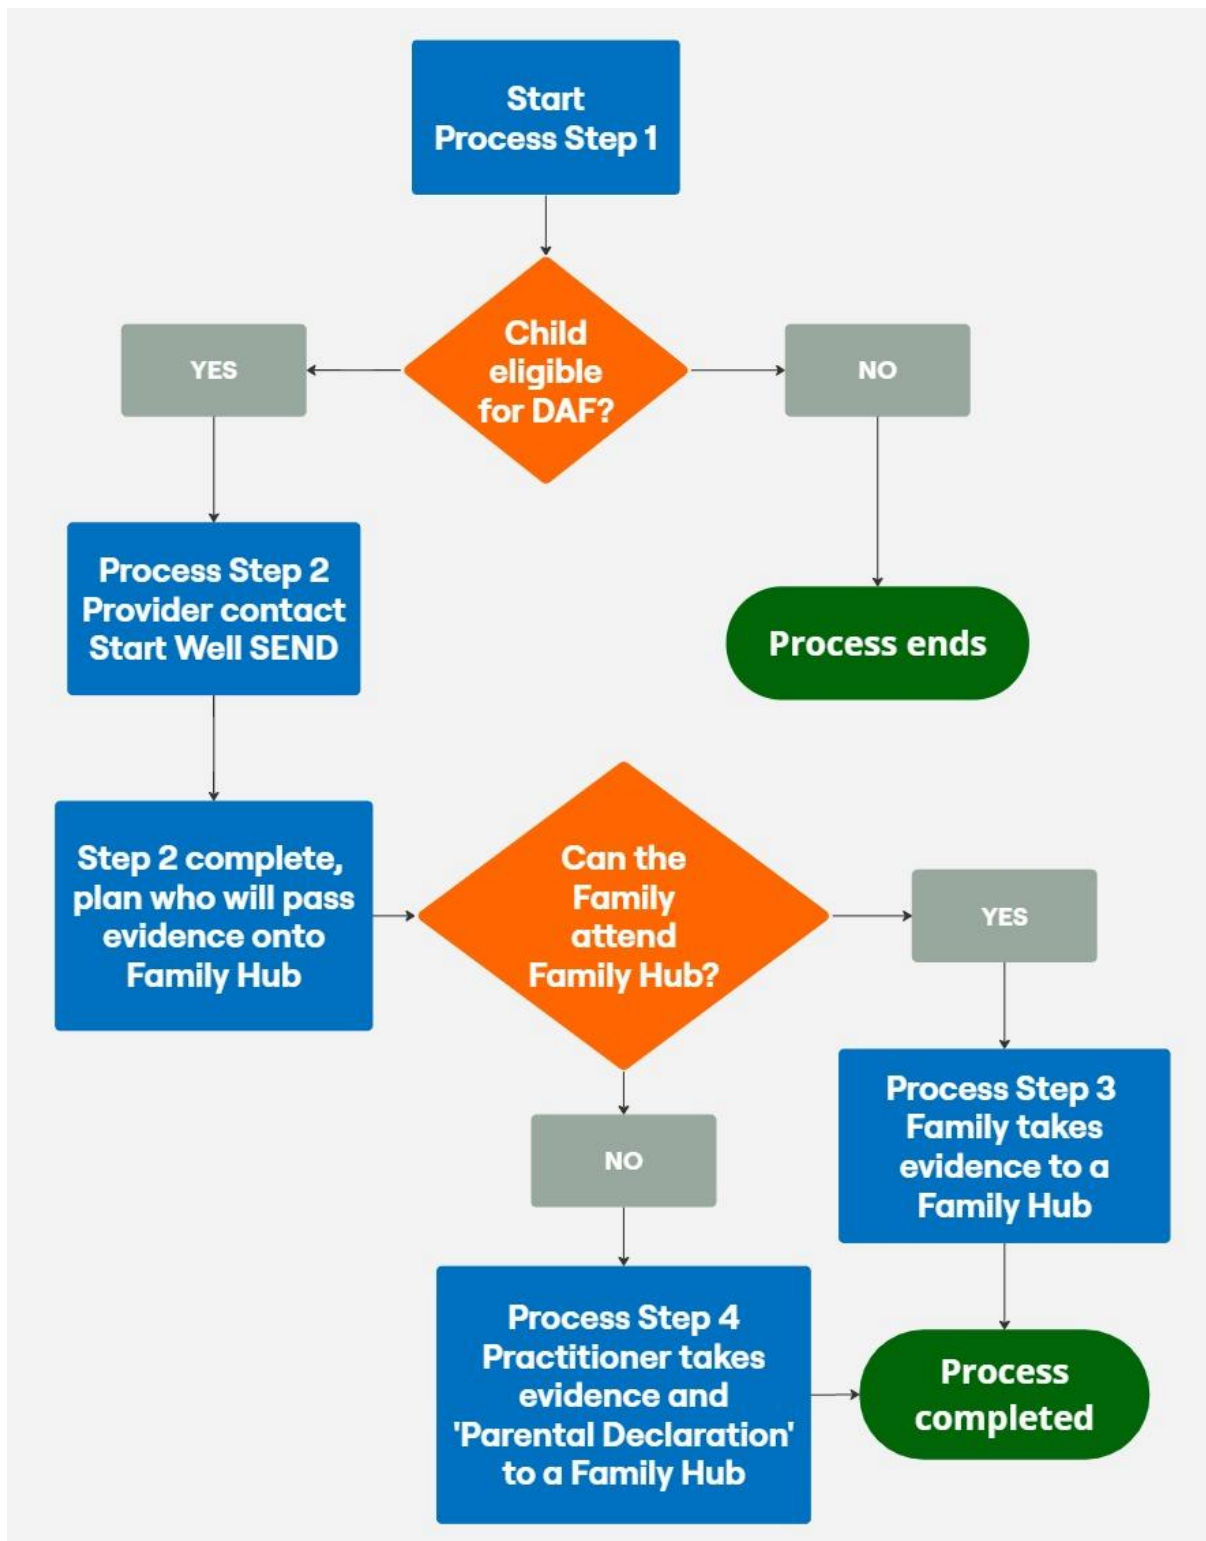 Start
Process Step 1
Child
eligible
for DAF?
YES
NO
Process Step 2
Provider contact
Start Well SEND
Process ends
Step 2 complete,
plan who will pass
evidence onto
Family Hub
Can the
Family
attend
Family Hub?
YES
NO
Process Step 3
Family takes
evidence to a
Family Hub
Process Step 4
Practitioner takes
evidence and
'Parental Declaration'
to a Family Hub
Process
completed